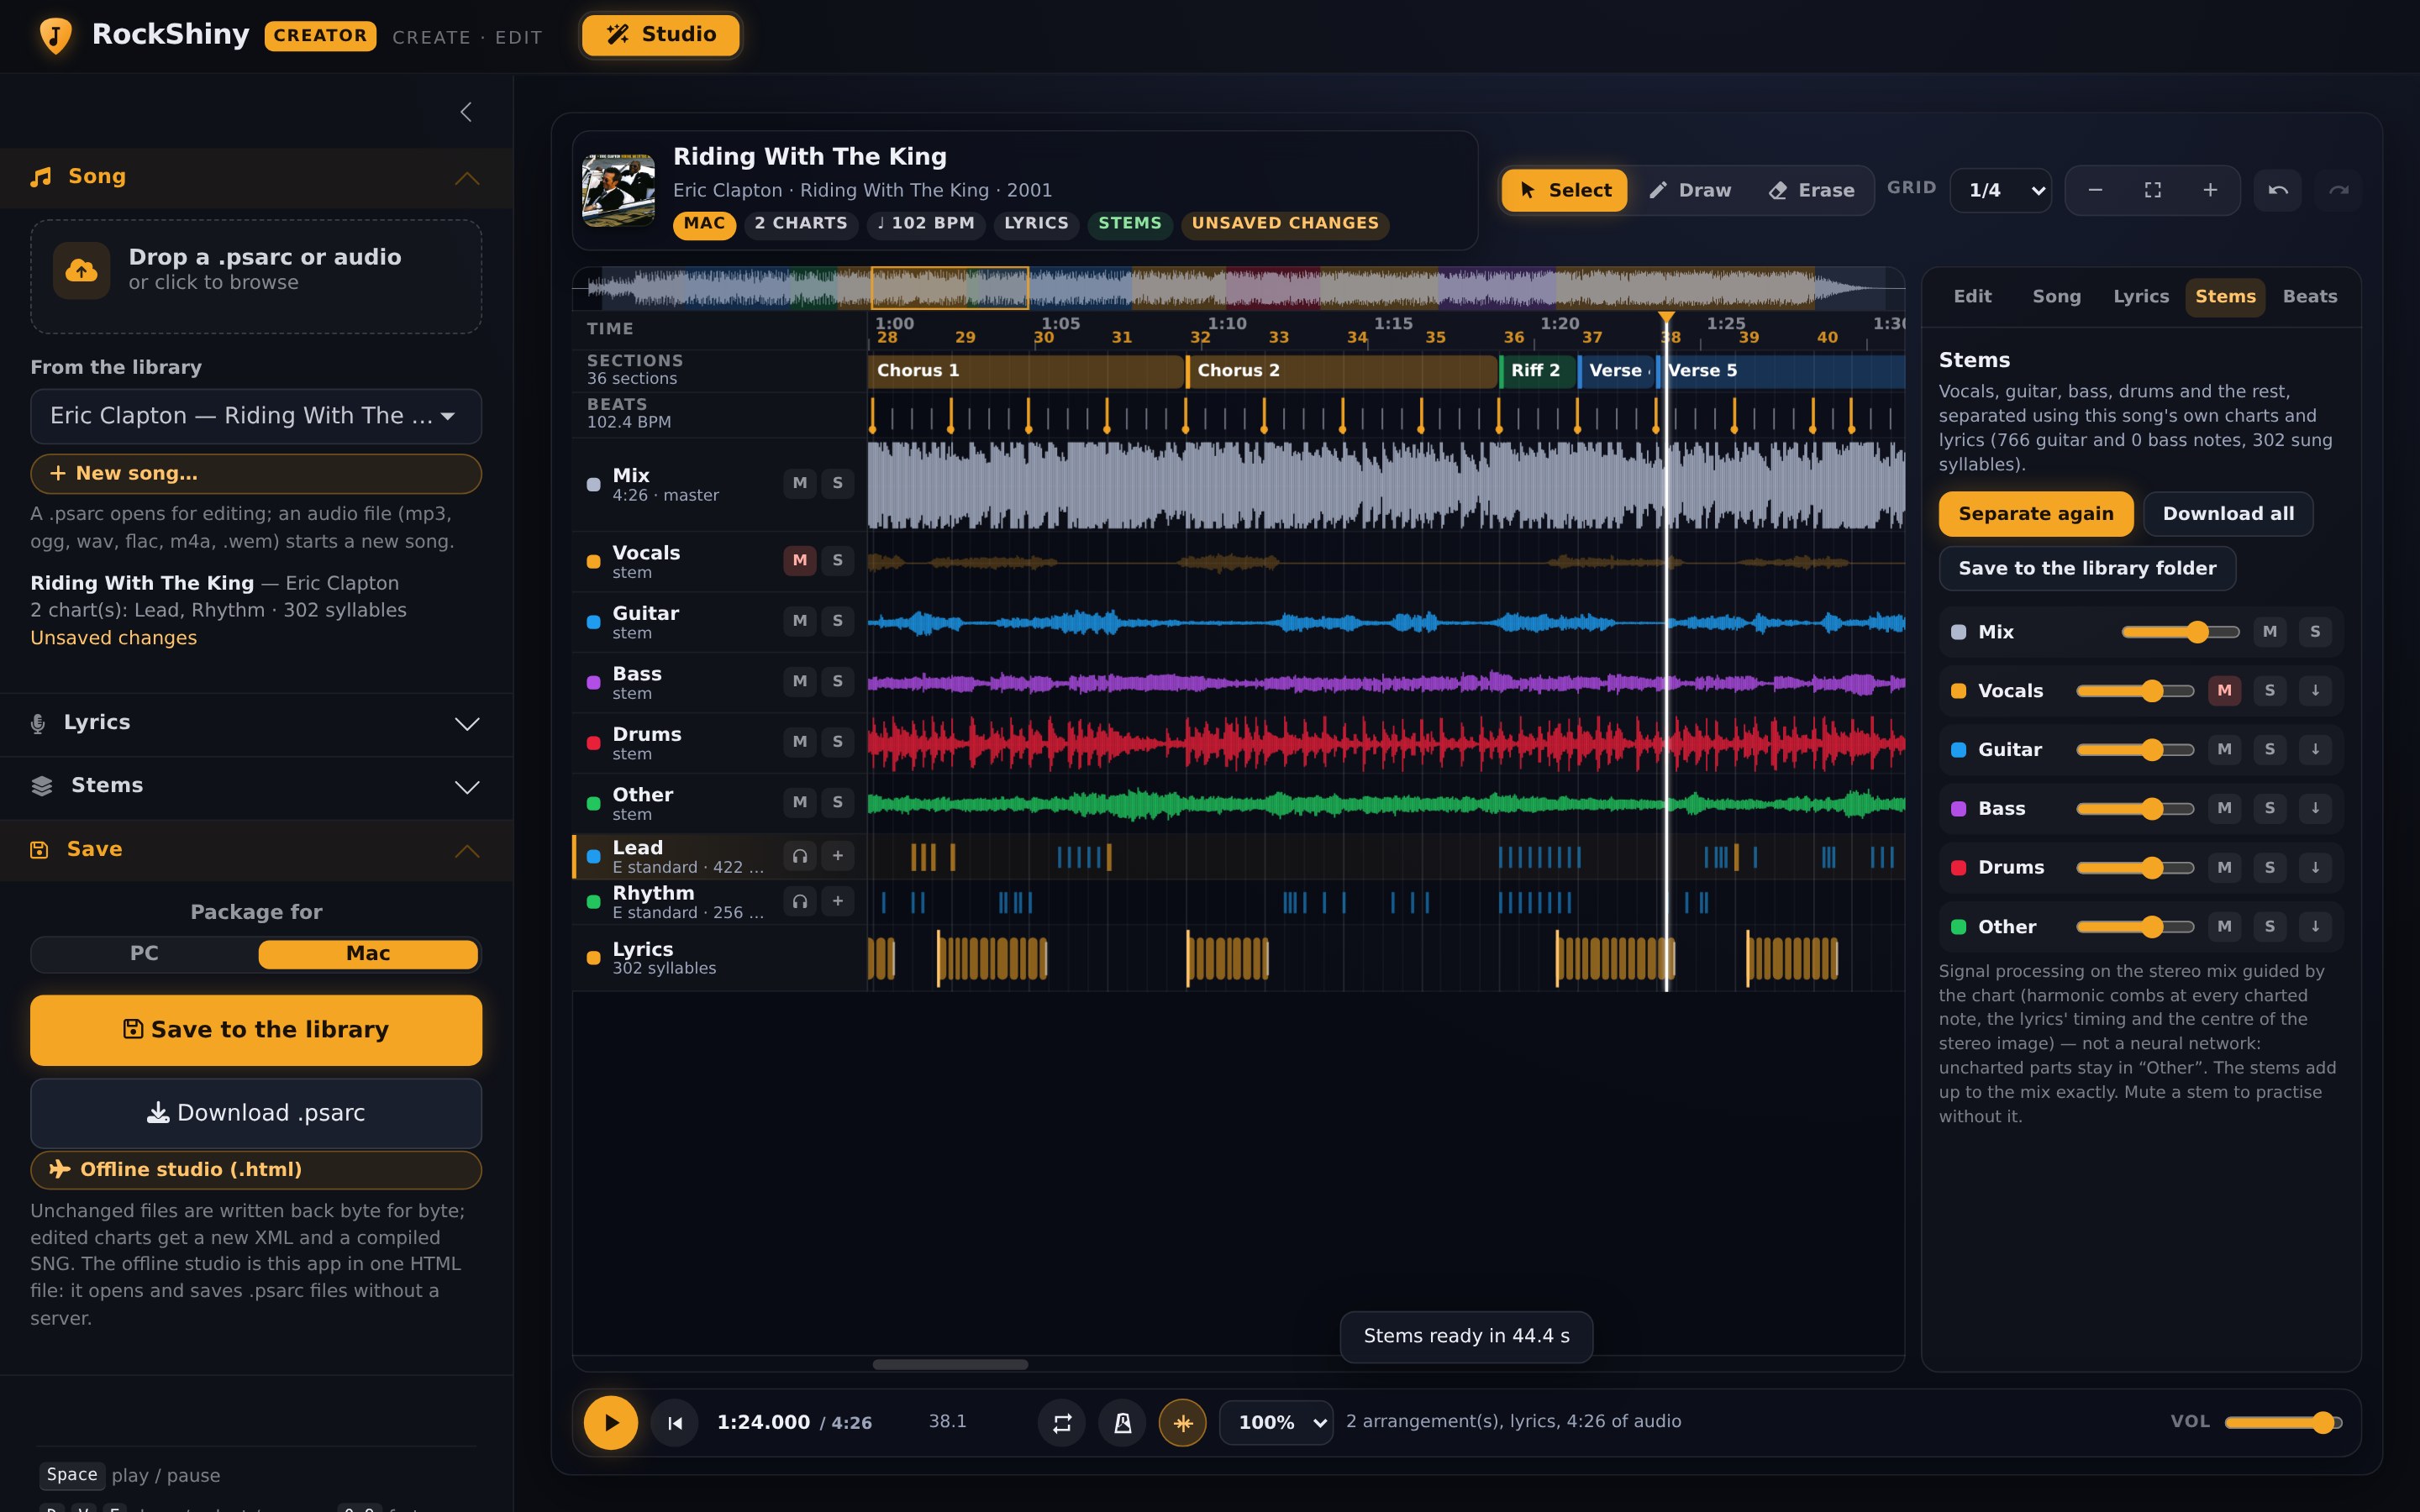 RockShiny CREATOR CREATE · EDIT Studio
Song
Drop a .psarc or audio
or click to browse
From the library
Eric Clapton — Riding With The ...
+ New song...
A .psarc opens for editing; an audio file (mp3,
ogg, wav, flac, m4a, .wem) starts a new song.
Riding With The King — Eric Clapton
2 chart(s): Lead, Rhythm · 302 syllables
Unsaved changes
Lyrics
Stems
Save
Package for
PC Mac
Save to the library
Download .psarc
Offline studio (.html)
Unchanged files are written back byte for byte;
edited charts get a new XML and a compiled
SNG. The offline studio is this app in one HTML
file: it opens and saves .psarc files without a
server.
Space play / pause
Riding With The King
Eric Clapton · Riding With The King · 2001
MAC 2 CHARTS ♩ 102 BPM LYRICS STEMS UNSAVED CHANGES
Select Draw Erase GRID 1/4 − +
TIME
1:00 1:05 1:10 1:15 1:20 1:25 1:30
28 29 30 31 32 33 34 35 36 37 38 39 40
SECTIONS
36 sections
Chorus 1 Chorus 2 Riff 2 Verse Verse 5
BEATS
102.4 BPM
Mix M S
4:26 · master
Vocals M S
stem
Guitar M S
stem
Bass M S
stem
Drums M S
stem
Other M S
stem
Lead +
E standard · 422 ...
Rhythm +
E standard · 256 ...
Lyrics
302 syllables
Stems ready in 44.4 s
1:24.000 / 4:26 38.1 100% 2 arrangement(s), lyrics, 4:26 of audio VOL
Edit Song Lyrics Stems Beats
Stems
Vocals, guitar, bass, drums and the rest,
separated using this song's own charts and
lyrics (766 guitar and 0 bass notes, 302 sung
syllables).
Separate again Download all
Save to the library folder
Mix M S
Vocals M S ↓
Guitar M S ↓
Bass M S ↓
Drums M S ↓
Other M S ↓
Signal processing on the stereo mix guided by
the chart (harmonic combs at every charted
note, the lyrics' timing and the centre of the
stereo image) — not a neural network:
uncharted parts stay in “Other”. The stems add
up to the mix exactly. Mute a stem to practise
without it.